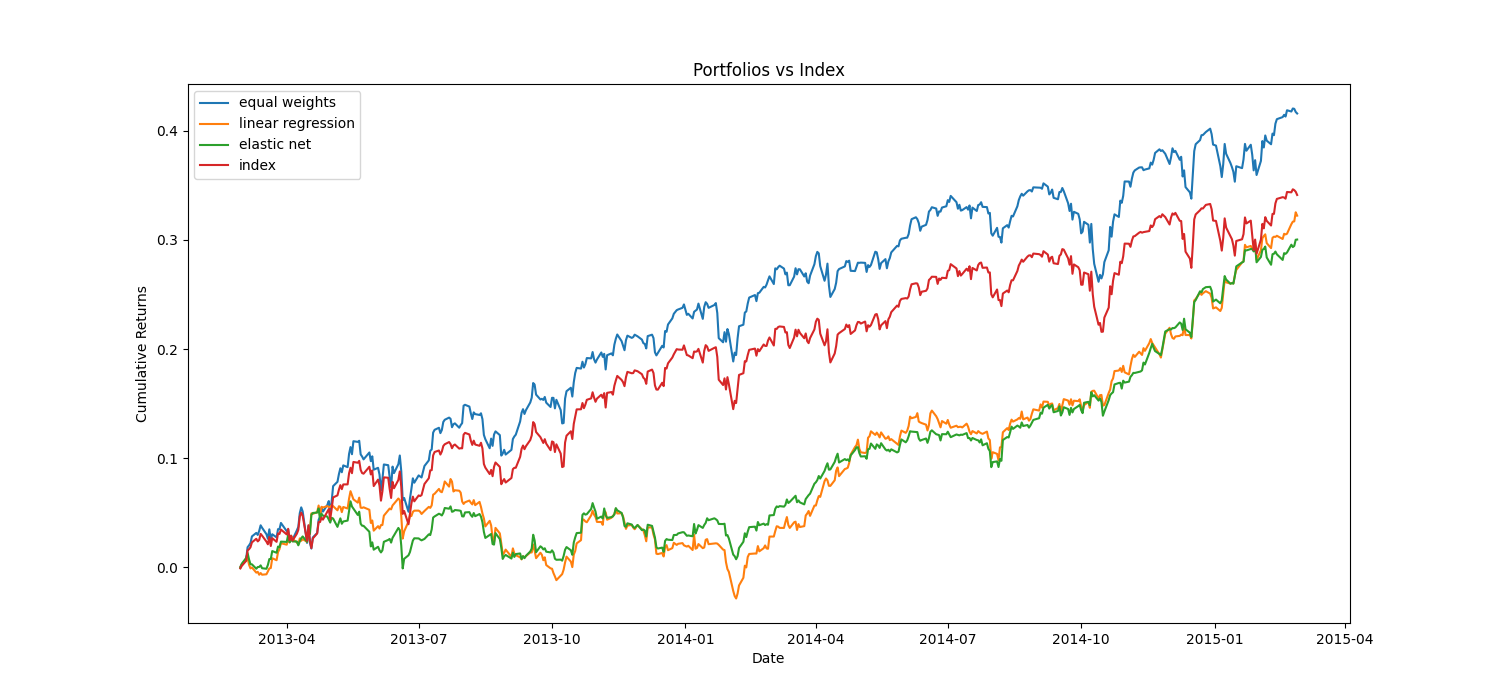 Portfolios vs Index
equal weights
linear regression
elastic net
index
Cumulative Returns
0.4
0.3
0.2
0.1
0.0
2013-04 2013-07 2013-10 2014-01 2014-04 2014-07 2014-10 2015-01 2015-04
Date